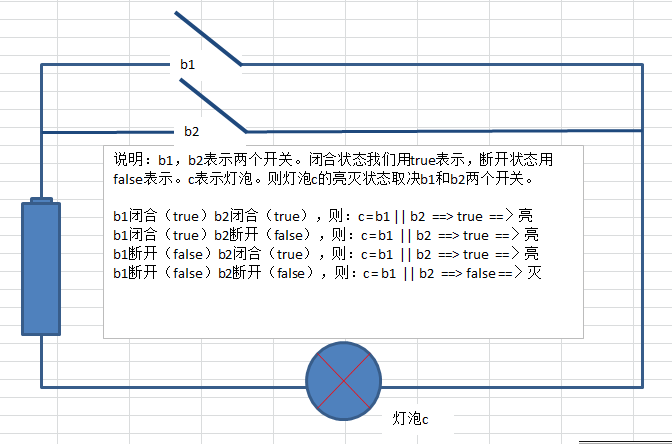 b1
b2
说明：b1，b2表示两个开关。闭合状态我们用true表示，断开状态用
false表示。c表示灯泡。则灯泡c的亮灭状态取决b1和b2两个开关。
b1闭合（true）b2闭合（true），则：c=b1 || b2 ==> true ==＞亮
b1闭合（true）b2断开（false），则：c=b1 || b2 ==> true ==＞亮
b1断开（false）b2闭合（true），则：c=b1 || b2 ==> true ==＞亮
b1断开（false）b2断开（false），则：c=b1 || b2 ==> false==＞灭
灯泡c